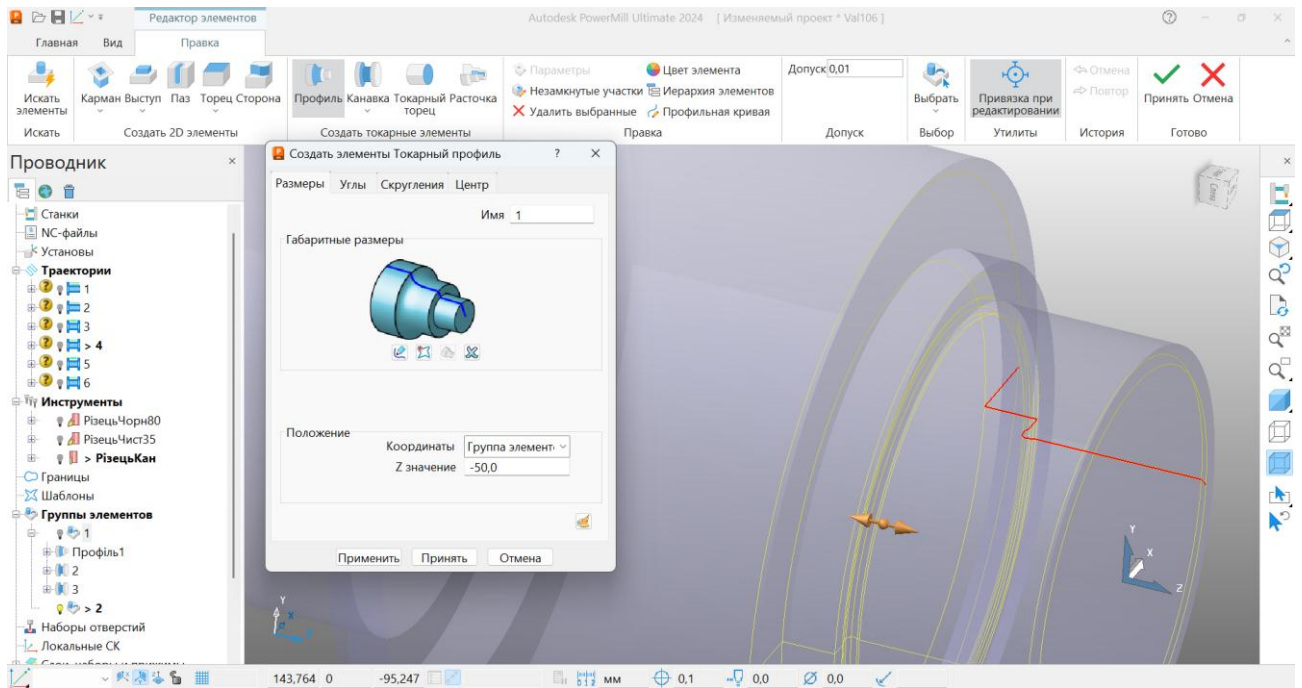 Редактор элементов
Autodesk PowerMill Ultimate 2024 [ Изменяемый проект * Val106 ]
Главная Вид Правка
Искать элементы
Карман Выступ Паз Торец Сторона
Профиль Канавка Токарный торец Расточка
Параметры
Незамкнутые участки
Удалить выбранные
Цвет элемента
Иерархия элементов
Профильная кривая
Допуск 0,01
Выбрать
Привязка при редактировании
Отмена
Повтор
Принять Отмена
Искать Создать 2D элементы Создать токарные элементы Правка Допуск Выбор Утилиты История Готово
Проводник
Станки
NC-файлы
Установы
Траектории
1
2
3
> 4
5
6
Инструменты
РізецьЧорн80
РізецьЧист35
> РізецьКан
Границы
Шаблоны
Группы элементов
1
Профіль1
2
3
> 2
Наборы отверстий
Локальные СК
Создать элементы Токарный профиль ? ×
Размеры Углы Скругления Центр
Имя 1
Габаритные размеры
Положение
Координаты Группа элемент
Z значение -50,0
Применить Принять Отмена
Y
X
Z
Y
X
Z
143,764 0 -95,247 мм 0,1 0,0 0,0